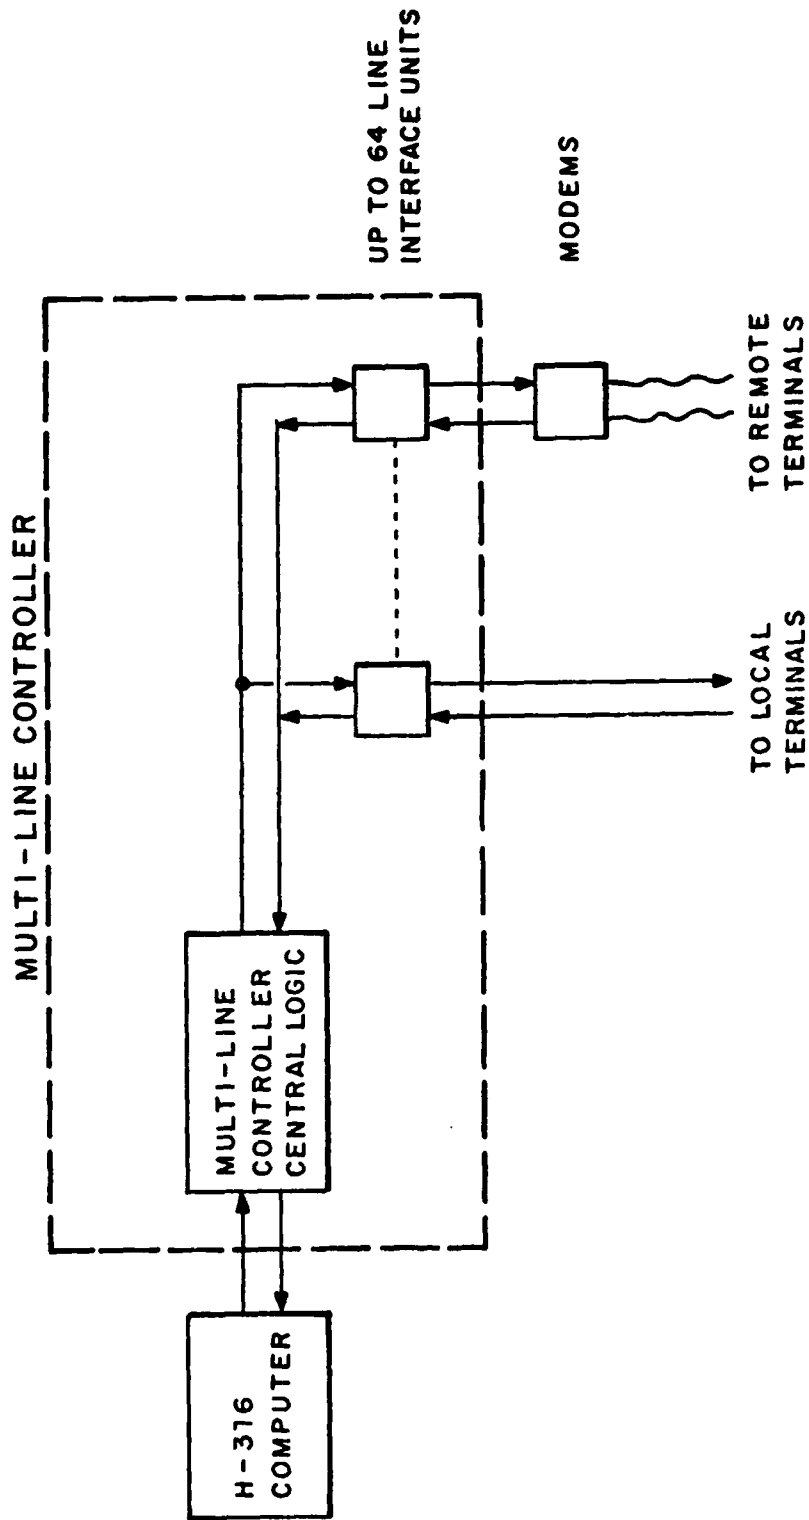 MULTI-LINE CONTROLLER
H-316
COMPUTER
MULTI-LINE
CONTROLLER
CENTRAL LOGIC
UP TO 64 LINE
INTERFACE UNITS
MODEMS
TO LOCAL
TERMINALS
TO REMOTE
TERMINALS